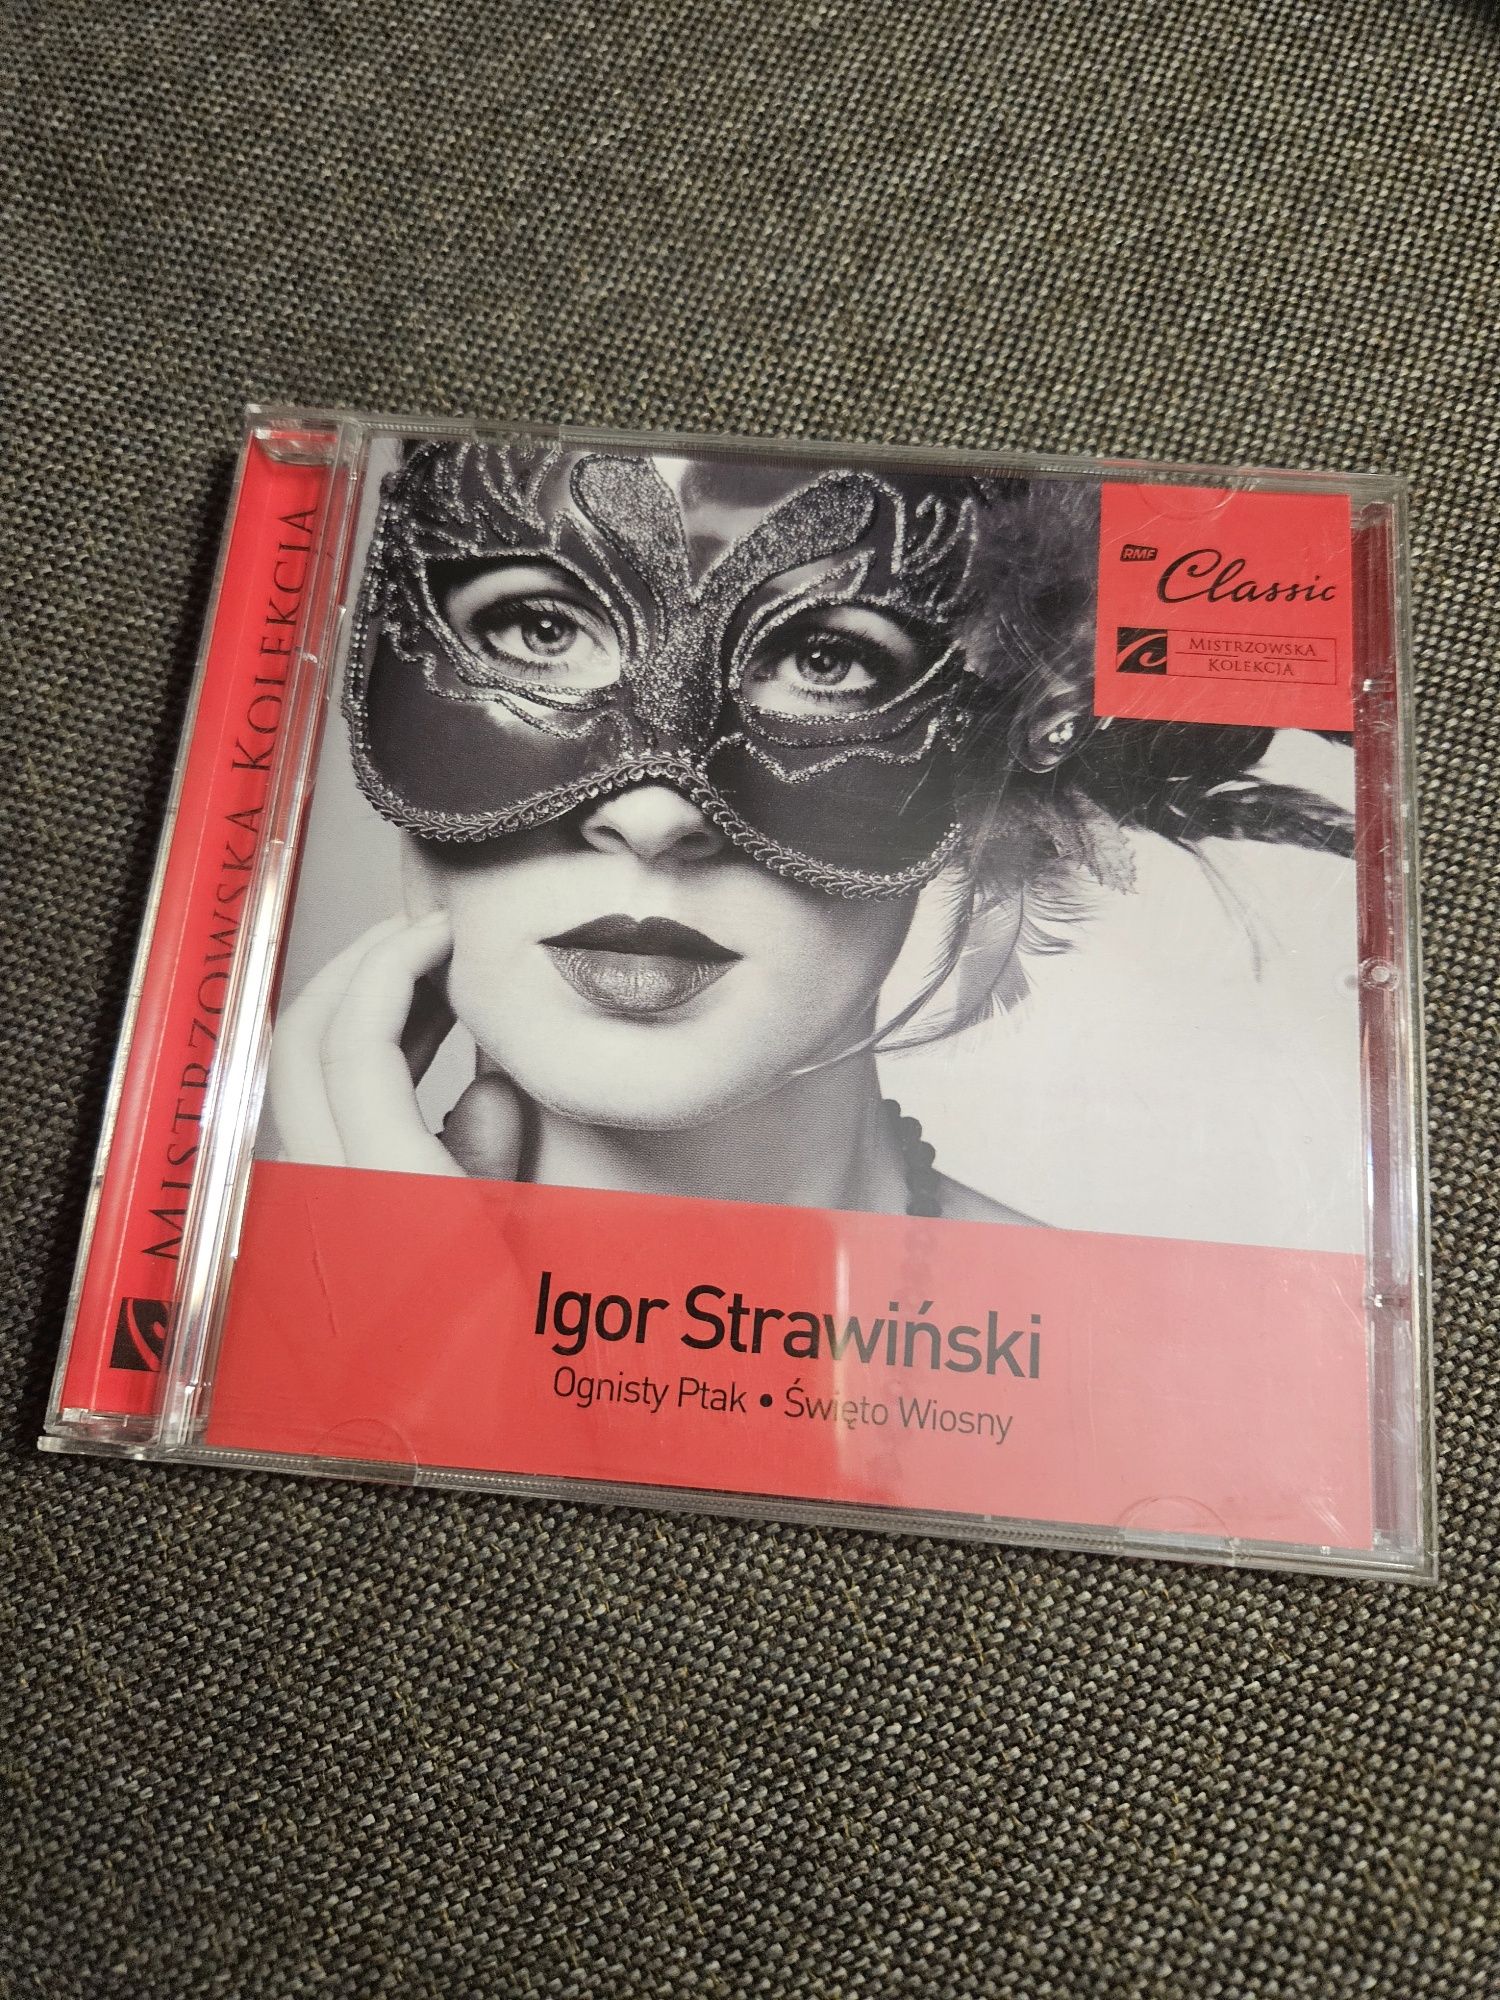 MISTRZOWSKA KOLEKCJA
RMF
Classic
MISTRZOWSKA
KOLEKCJA
Igor Strawiński
Ognisty Ptak • Święto Wiosny